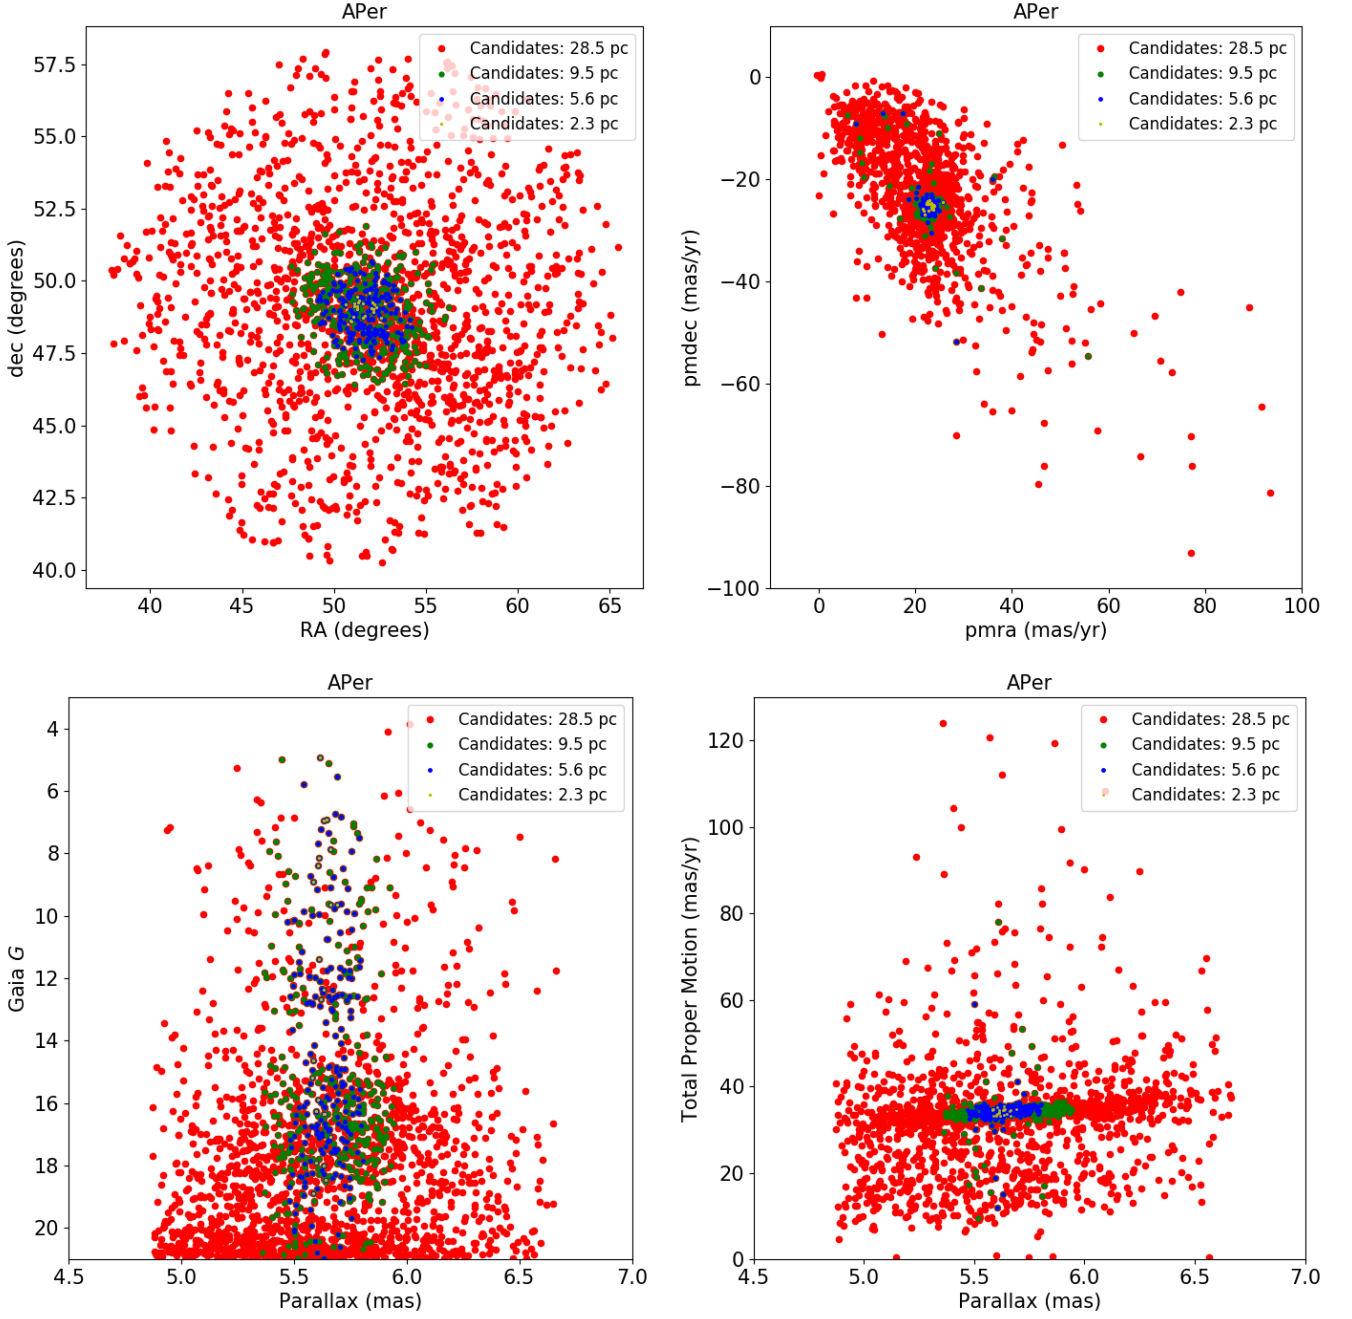 APer
57.5
55.0
52.5
50.0
47.5
45.0
42.5
40.0
dec (degrees)
Candidates: 28.5 pc
Candidates: 9.5 pc
Candidates: 5.6 pc
Candidates: 2.3 pc
40 45 50 55 60 65
RA (degrees)
APer
0
−20
−40
−60
−80
−100
pmdec (mas/yr)
Candidates: 28.5 pc
Candidates: 9.5 pc
Candidates: 5.6 pc
Candidates: 2.3 pc
0 20 40 60 80 100
pmra (mas/yr)
APer
4
6
8
10
12
14
16
18
20
Gaia G
Candidates: 28.5 pc
Candidates: 9.5 pc
Candidates: 5.6 pc
Candidates: 2.3 pc
4.5 5.0 5.5 6.0 6.5 7.0
Parallax (mas)
APer
120
100
80
60
40
20
0
Total Proper Motion (mas/yr)
Candidates: 28.5 pc
Candidates: 9.5 pc
Candidates: 5.6 pc
Candidates: 2.3 pc
4.5 5.0 5.5 6.0 6.5 7.0
Parallax (mas)